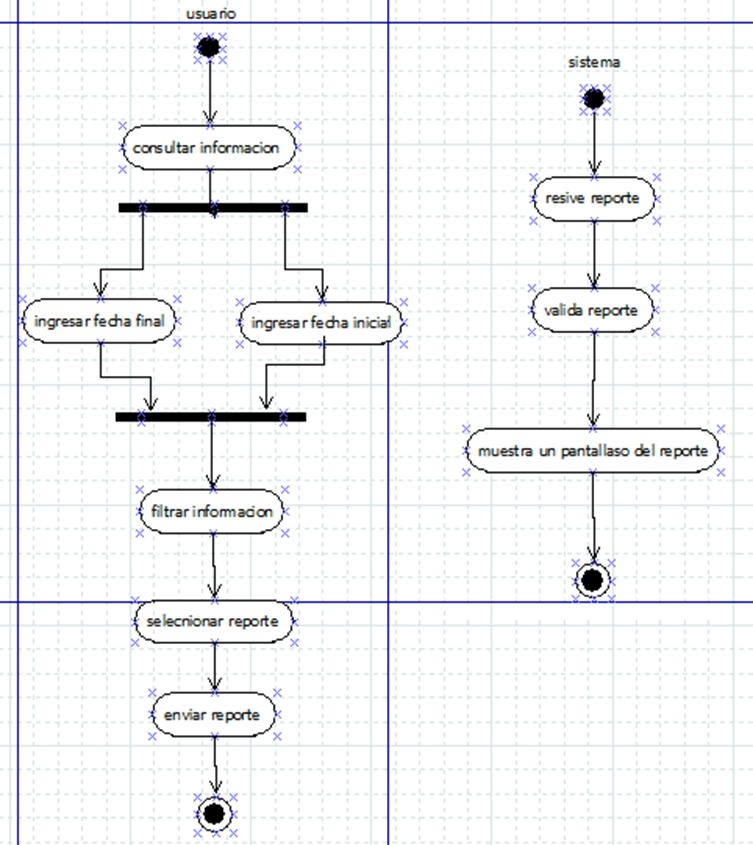 usuario
consultar informacion
ingresar fecha final
ingresar fecha inicial
filtrar informacion
selecnionar reporte
enviar reporte
sistema
resive reporte
valida reporte
muestra un pantallaso del reporte